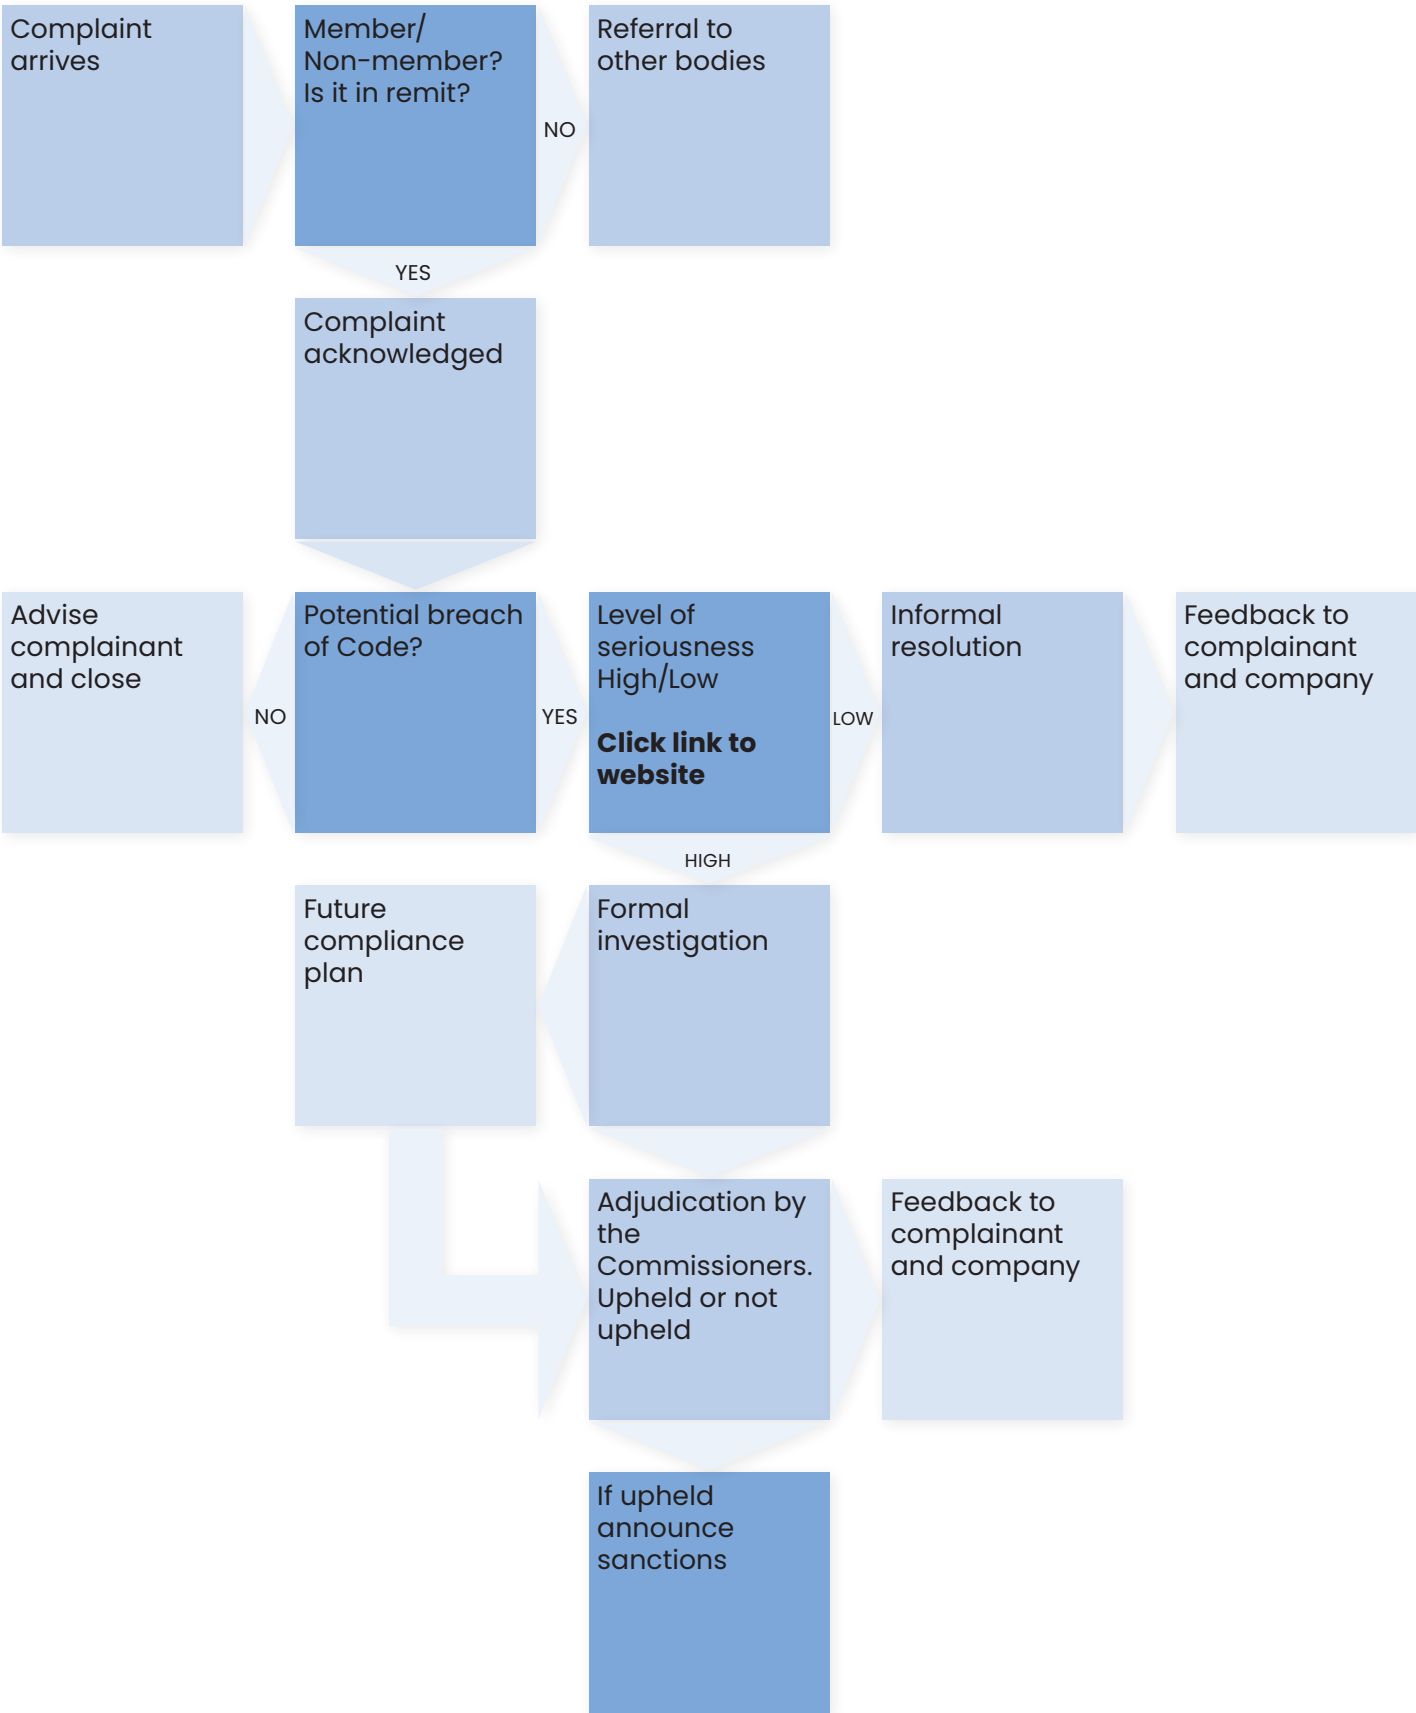 Complaint
arrives
Member/
Non-member?
Is it in remit?
NO
Referral to
other bodies
YES
Complaint
acknowledged
Advise
complainant
and close
NO
Potential breach
of Code?
YES
Level of
seriousness
High/Low
Click link to
website
LOW
Informal
resolution
Feedback to
complainant
and company
HIGH
Future
compliance
plan
Formal
investigation
Adjudication by
the
Commissioners.
Upheld or not
upheld
Feedback to
complainant
and company
If upheld
announce
sanctions